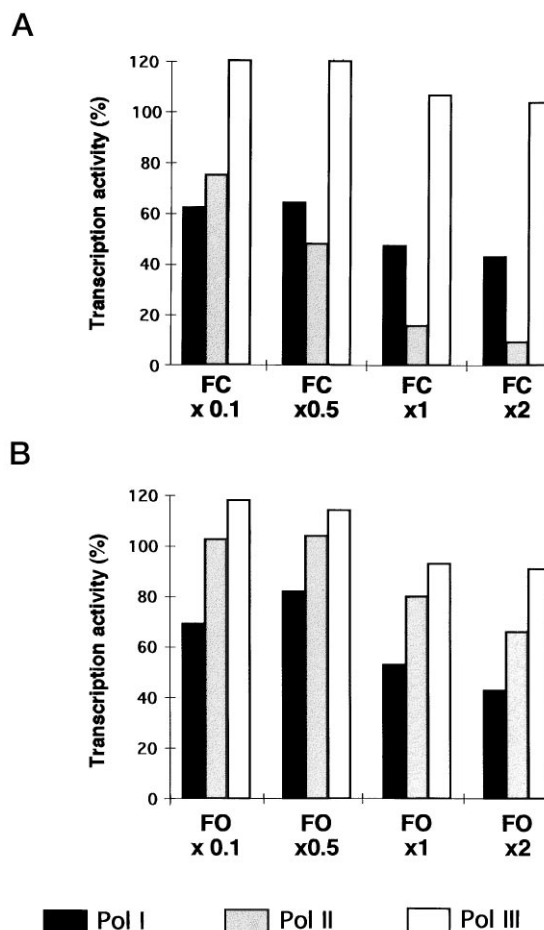 A
Transcription activity (%)
120
100
80
60
40
20
0
FC FC FC FC
x 0.1 x0.5 x1 x2
B
Transcription activity (%)
120
100
80
60
40
20
0
FO FO FO FO
x 0.1 x0.5 x1 x2
Pol I Pol II Pol III